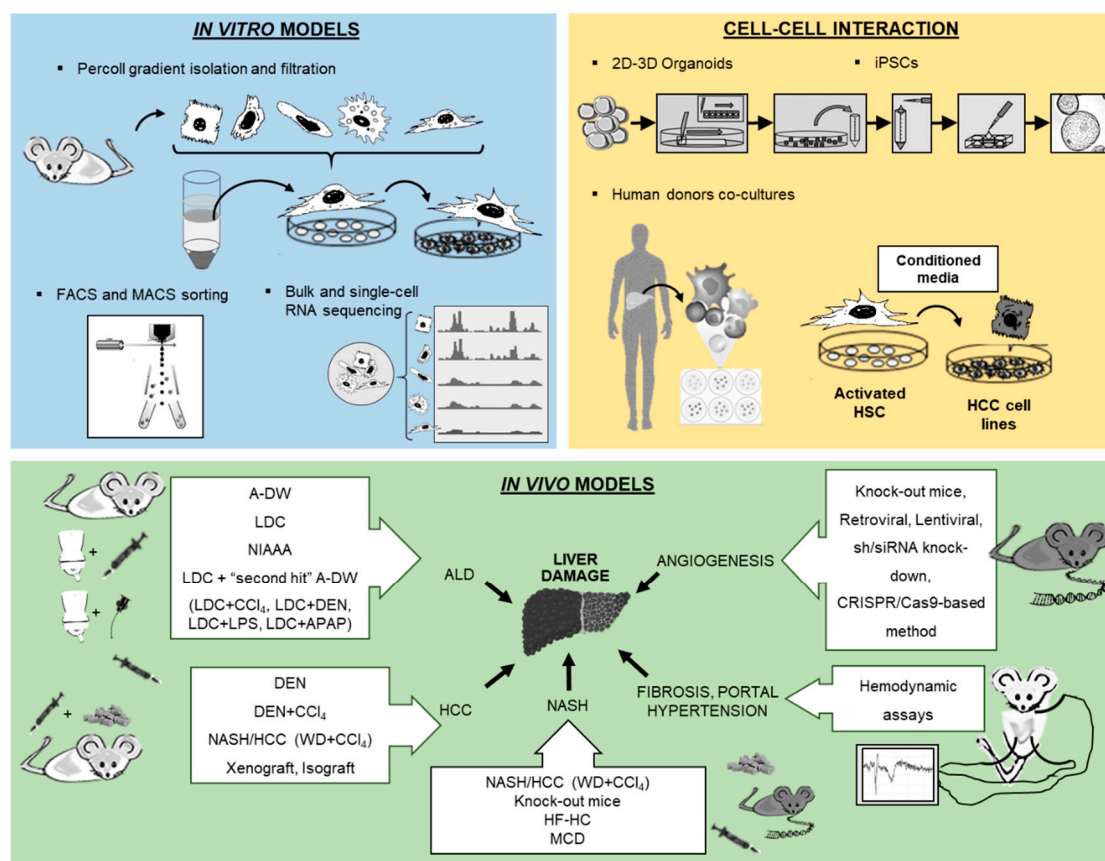 IN VITRO MODELS
▪ Percoll gradient isolation and filtration
▪ FACS and MACS sorting
▪ Bulk and single-cell
RNA sequencing
CELL-CELL INTERACTION
▪ 2D-3D Organoids
▪ iPSCs
▪ Human donors co-cultures
Conditioned
media
Activated
HSC
HCC cell
lines
IN VIVO MODELS
A-DW
LDC
NIAAA
LDC + “second hit” A-DW
(LDC+CCl₄, LDC+DEN,
LDC+LPS, LDC+APAP)
+
+
ALD
LIVER
DAMAGE
ANGIOGENESIS
Knock-out mice,
Retroviral, Lentiviral,
sh/siRNA knock-
down,
CRISPR/Cas9-based
method
+
DEN
DEN+CCl₄
NASH/HCC (WD+CCl₄)
Xenograft, Isograft
HCC
NASH
FIBROSIS, PORTAL
HYPERTENSION
Hemodynamic
assays
NASH/HCC (WD+CCl₄)
Knock-out mice
HF-HC
MCD